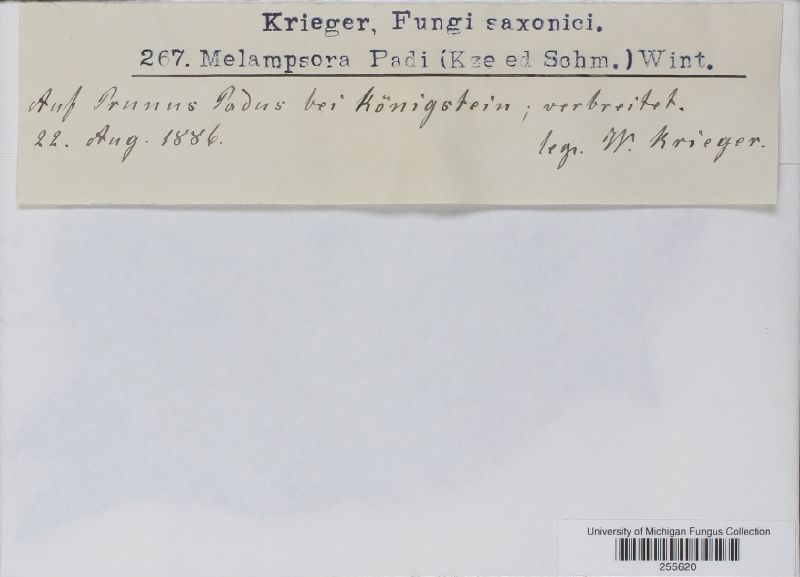 Krieger, Fungi saxonici.
267. Melampsora Padi (Kze ed Schm.) Wint.
Auf Prunus Padus bei Königstein; verbreitet.
22. Aug. 1886. leg. W. Krieger.
University of Michigan Fungus Collection
255620